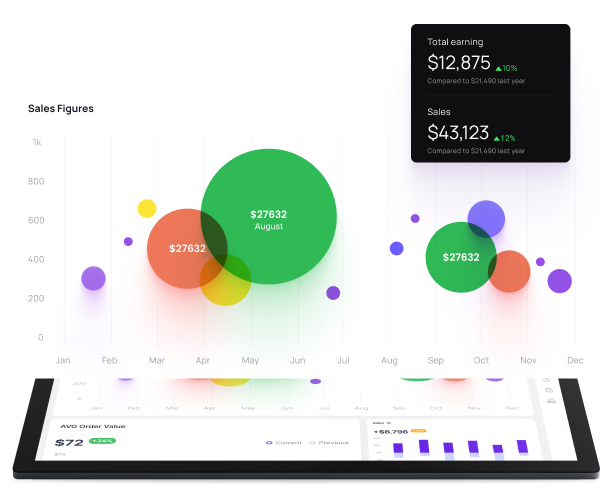 Total earning
$12,875 ▲10%
Compared to $21,490 last year
Sales
$43,123 ▲12%
Compared to $21,490 last year
Sales Figures
1k
800
600
400
200
0
$27632
August
$27632
$27632
Jan Feb Mar Apr May Jun Jul Aug Sep Oct Nov Dec
200
0
Jan Feb Mar Apr May Jun Jul Aug Sep Oct Nov Dec
AVG Order Value
$72 +34%
$75
Current Previous
Sales
+$6.796